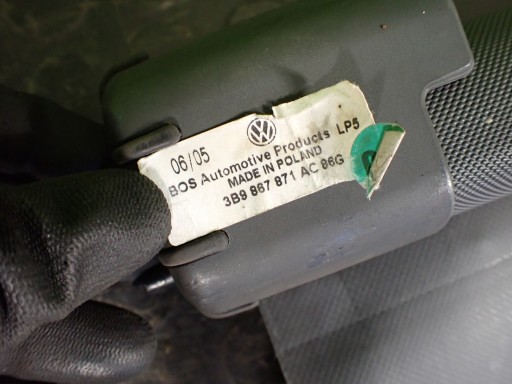 06/05
BOS Automotive Products LP5
MADE IN POLAND
3B9 867 871 AC 86G